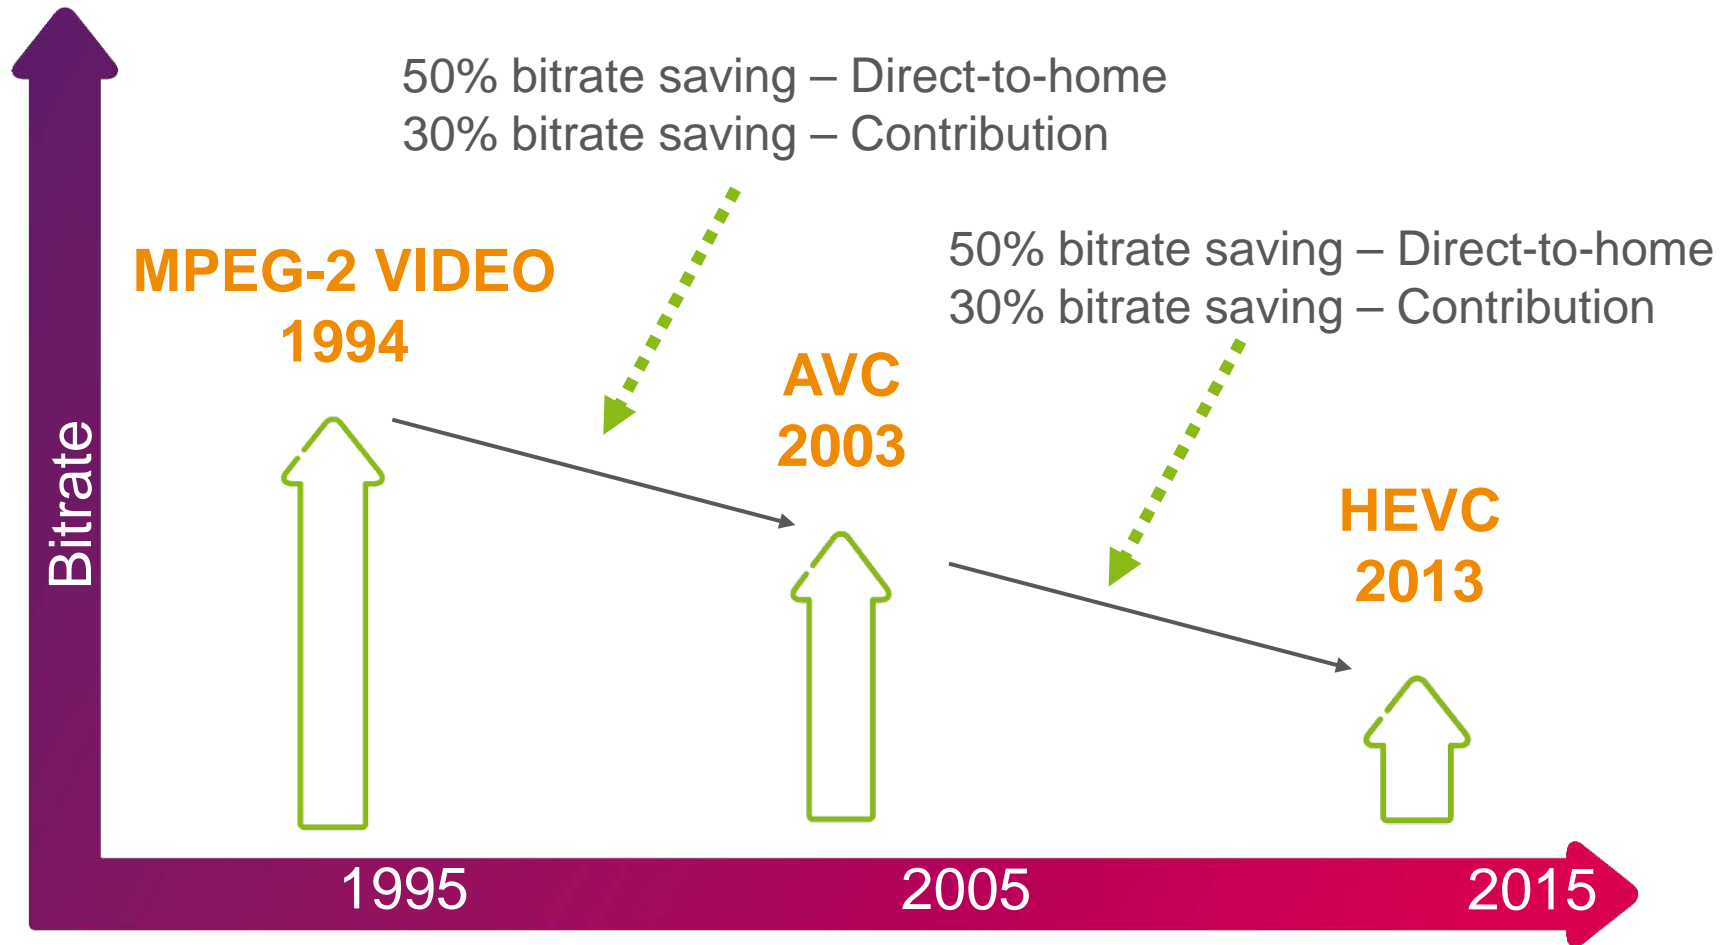 50% bitrate saving – Direct-to-home
30% bitrate saving – Contribution
MPEG-2 VIDEO
1994
50% bitrate saving – Direct-to-home
30% bitrate saving – Contribution
AVC
2003
HEVC
2013
Bitrate
1995
2005
2015